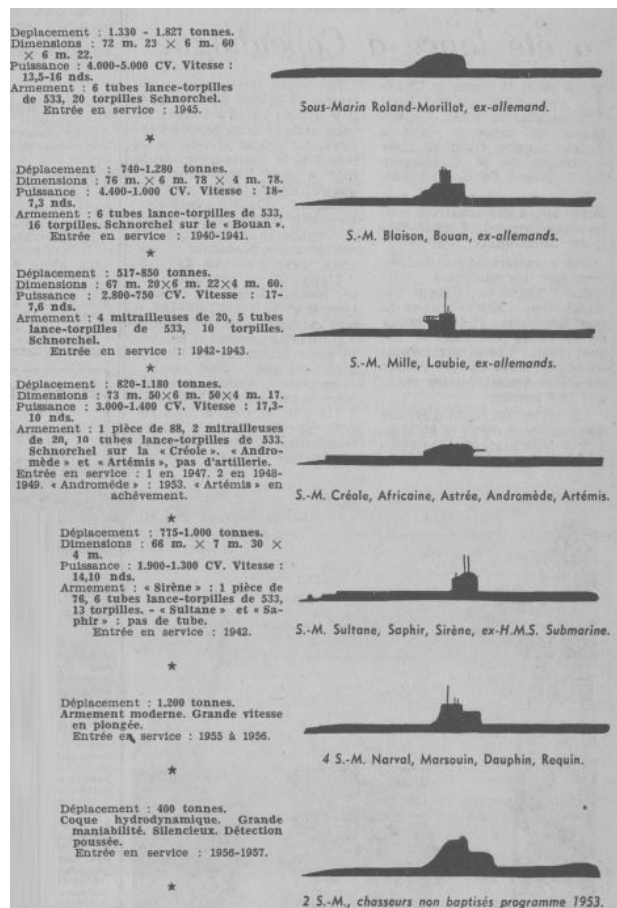 Deplacement : 1.330 - 1.827 tonnes.
Dimensions : 72 m. 23 × 6 m. 60
× 6 m. 22.
Puissance : 4.000-5.000 CV. Vitesse :
13,5-16 nds.
Armement : 6 tubes lance-torpilles
de 533, 20 torpilles Schnorchel.
Entrée en service : 1945.
Sous-Marin Roland-Morillot, ex-allemand.
Déplacement : 740-1.280 tonnes.
Dimensions : 76 m. × 6 m. 78 × 4 m. 78.
Puissance : 4.400-1.000 CV. Vitesse : 18-
7,3 nds.
Armement : 6 tubes lance-torpilles de 533,
16 torpilles. Schnorchel sur le « Bouan ».
Entrée en service : 1940-1941.
S.-M. Blaison, Bouan, ex-allemands.
Déplacement : 517-850 tonnes.
Dimensions : 67 m. 20×6 m. 22×4 m. 60.
Puissance : 2.800-750 CV. Vitesse : 17-
7,6 nds.
Armement : 4 mitrailleuses de 20, 5 tubes
lance-torpilles de 533, 10 torpilles.
Schnorchel.
Entrée en service : 1942-1943.
S.-M. Mille, Laubie, ex-allemands.
Déplacement : 820-1.180 tonnes.
Dimensions : 73 m. 50×6 m. 50×4 m. 17.
Puissance : 3.000-1.400 CV. Vitesse : 17,3-
10 nds.
Armement : 1 pièce de 88, 2 mitrailleuses
de 20, 10 tubes lance-torpilles de 533.
Schnorchel sur la « Créole ». « Andro-
mède » et « Artémis », pas d'artillerie.
Entrée en service : 1 en 1947. 2 en 1948-
1949. « Andromède » : 1953. « Artémis » en
achèvement.
S.-M. Créole, Africaine, Astrée, Andromède, Artémis.
Déplacement : 775-1.000 tonnes.
Dimensions : 66 m. × 7 m. 30 ×
4 m.
Puissance : 1.900-1.300 CV. Vitesse :
14,10 nds.
Armement : « Sirène » : 1 pièce de
76, 6 tubes lance-torpilles de 533,
13 torpilles. - « Sultane » et « Sa-
phir » : pas de tube.
Entrée en service : 1942.
S.-M. Sultane, Saphir, Sirène, ex-H.M.S. Submarine.
Déplacement : 1.200 tonnes.
Armement moderne. Grande vitesse
en plongée.
Entrée en service : 1955 à 1956.
4 S.-M. Narval, Marsouin, Dauphin, Requin.
Déplacement : 400 tonnes.
Coque hydrodynamique. Grande
maniabilité. Silencieux. Détection
poussée.
Entrée en service : 1956-1957.
2 S.-M., chasseurs non baptisés programme 1953.